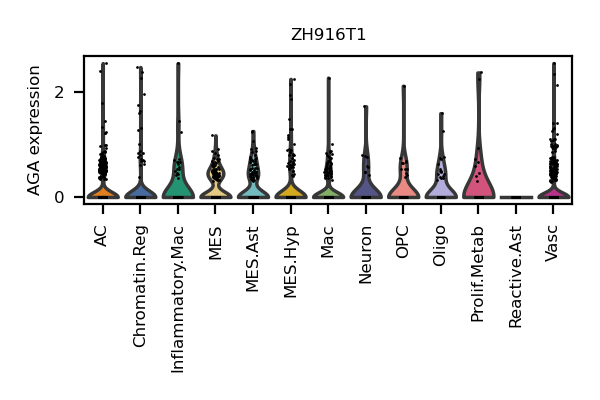 ZH916T1
AGA expression
2
0
AC
Chromatin.Reg
Inflammatory.Mac
MES
MES.Ast
MES.Hyp
Mac
Neuron
OPC
Oligo
Prolif.Metab
Reactive.Ast
Vasc